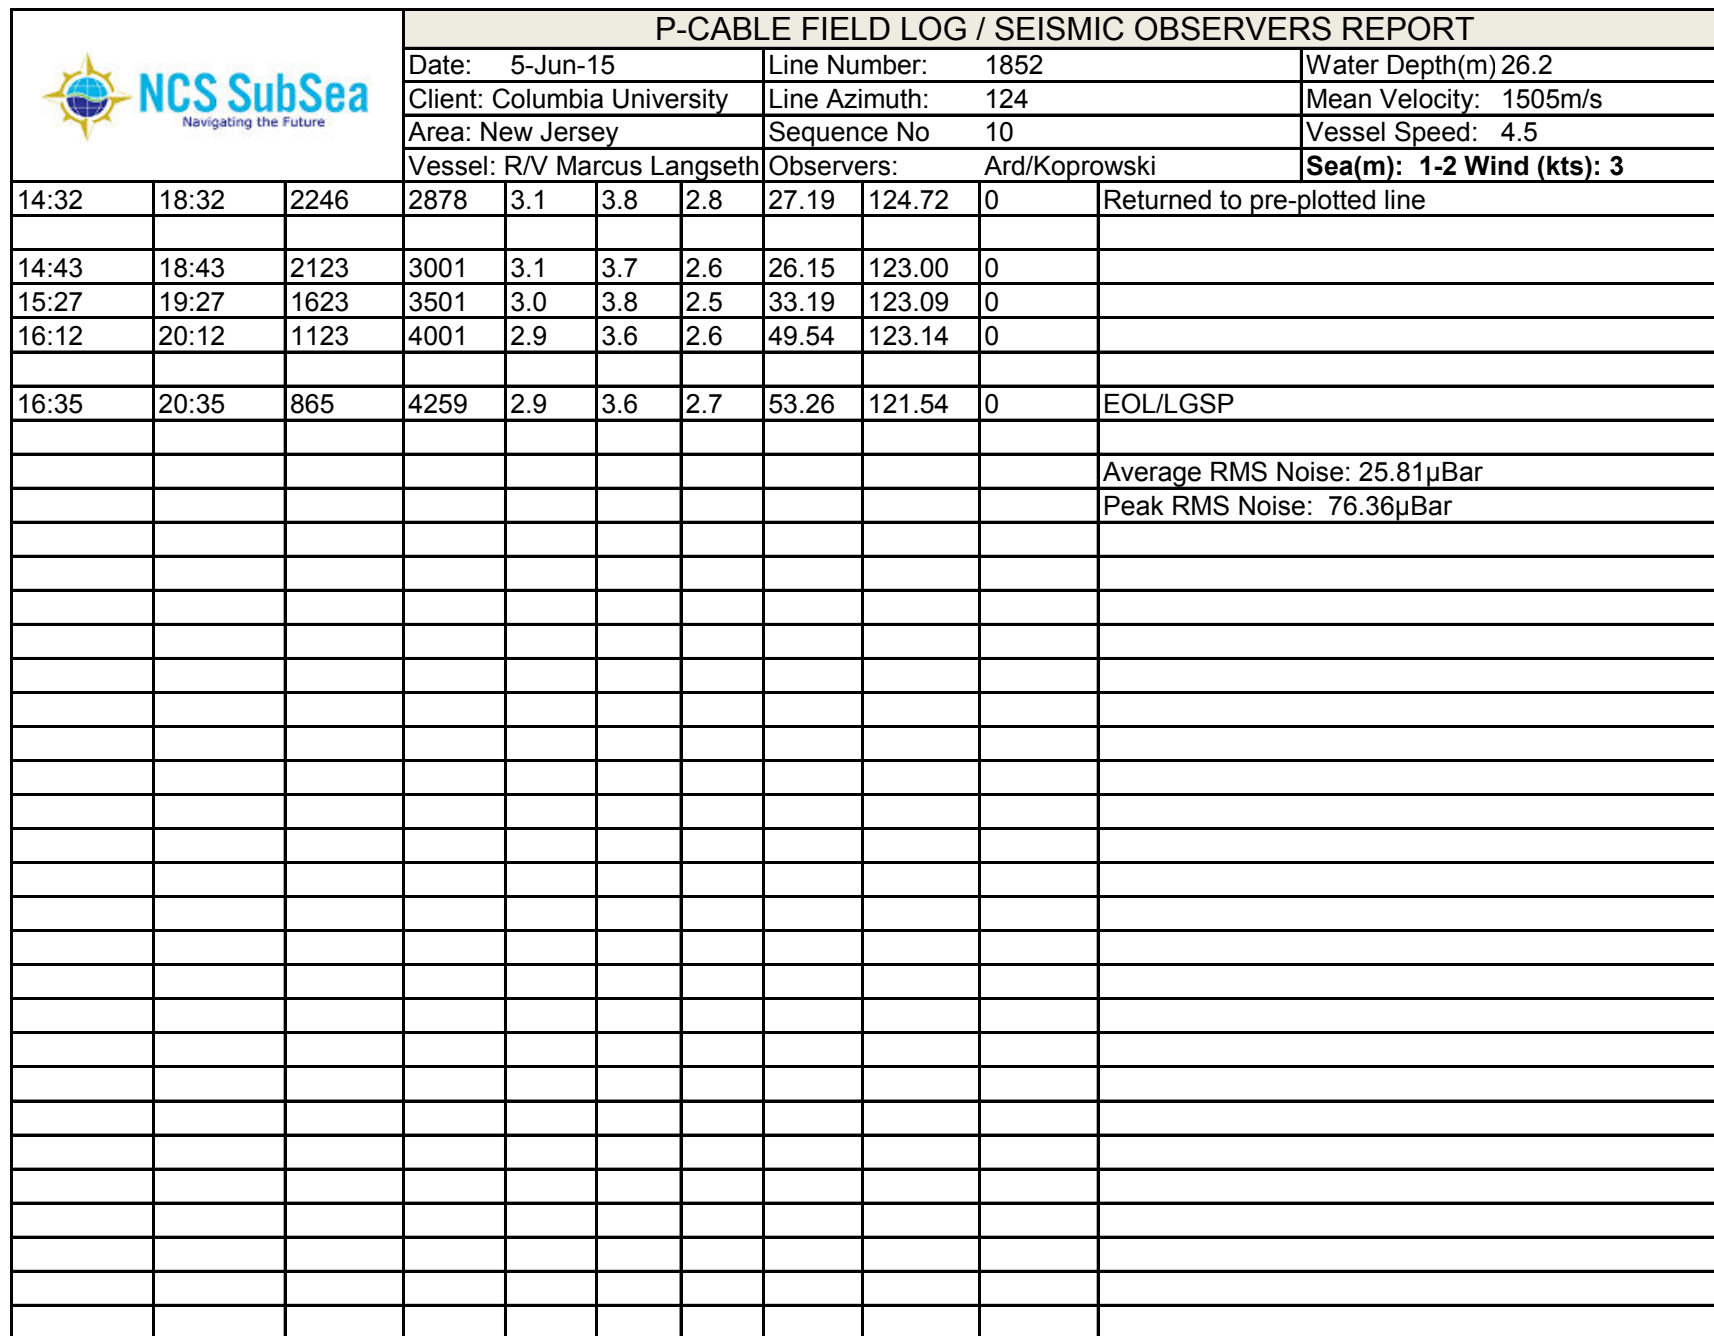 NCS SubSea
Navigating the Future
P-CABLE FIELD LOG / SEISMIC OBSERVERS REPORT
Date: 5-Jun-15 Line Number: 1852 Water Depth(m) 26.2
Client: Columbia University Line Azimuth: 124 Mean Velocity: 1505m/s
Area: New Jersey Sequence No 10 Vessel Speed: 4.5
Vessel: R/V Marcus Langseth Observers: Ard/Koprowski Sea(m): 1-2 Wind (kts): 3
14:32 18:32 2246 2878 3.1 3.8 2.8 27.19 124.72 0 Returned to pre-plotted line
14:43 18:43 2123 3001 3.1 3.7 2.6 26.15 123.00 0
15:27 19:27 1623 3501 3.0 3.8 2.5 33.19 123.09 0
16:12 20:12 1123 4001 2.9 3.6 2.6 49.54 123.14 0
16:35 20:35 865 4259 2.9 3.6 2.7 53.26 121.54 0 EOL/LGSP
Average RMS Noise: 25.81µBar
Peak RMS Noise: 76.36µBar